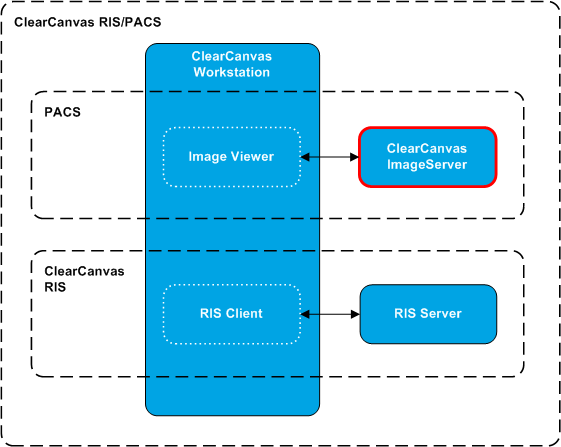 ClearCanvas RIS/PACS
ClearCanvas
Workstation
PACS
Image Viewer
ClearCanvas
ImageServer
ClearCanvas
RIS
RIS Client
RIS Server